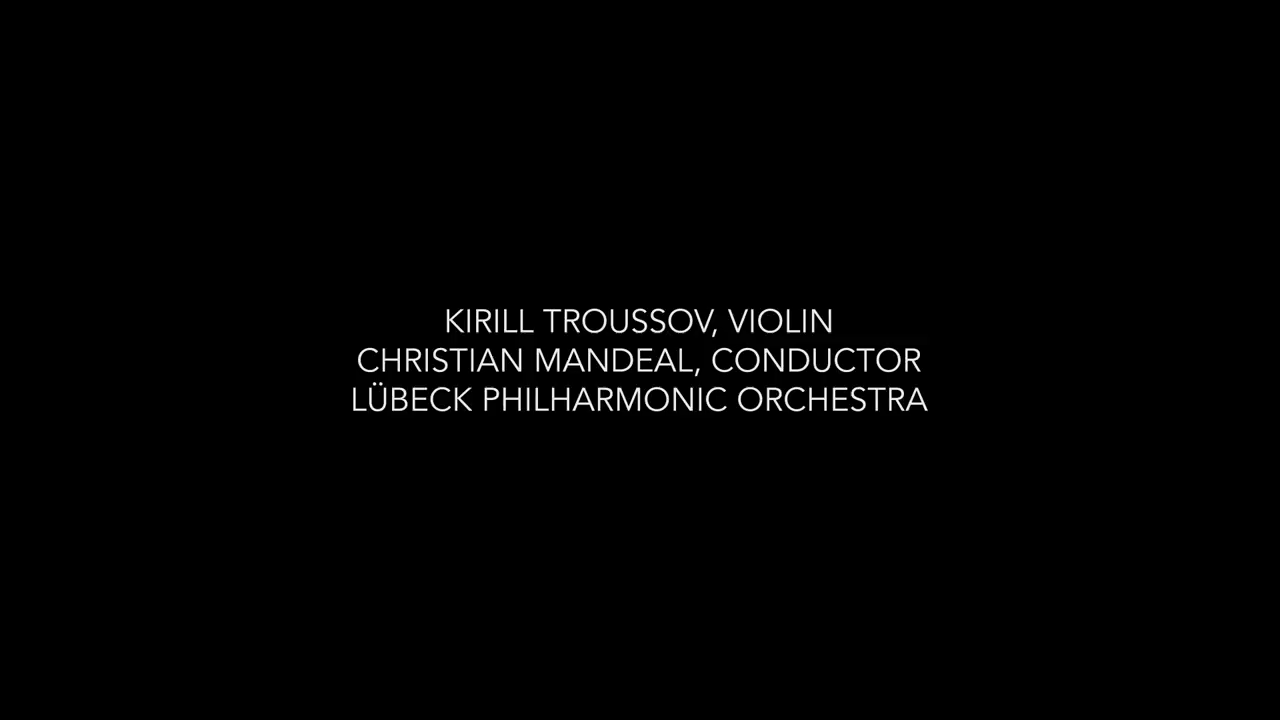 KIRILL TROUSSOV, VIOLIN
CHRISTIAN MANDEAL, CONDUCTOR
LÜBECK PHILHARMONIC ORCHESTRA